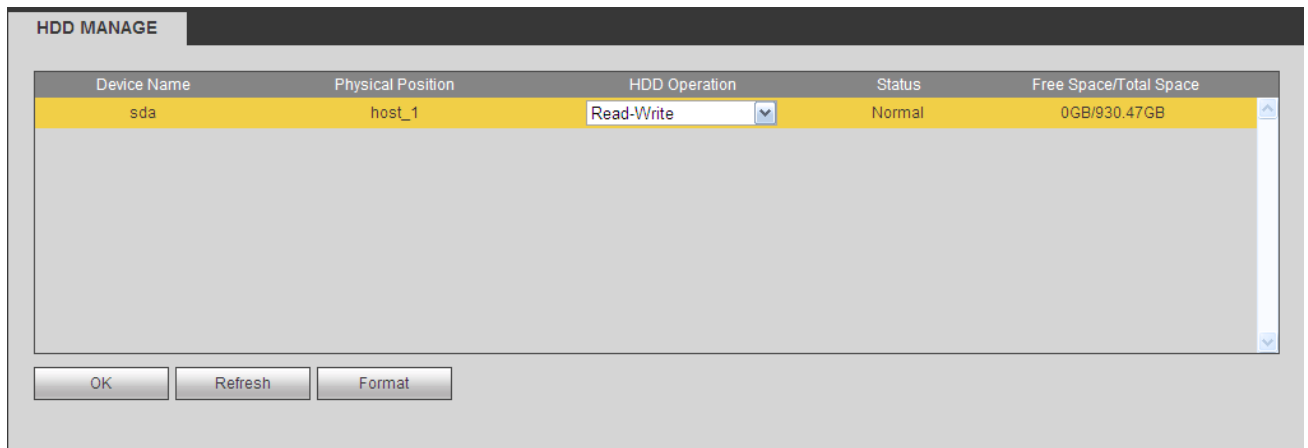 HDD MANAGE
Device Name Physical Position HDD Operation Status Free Space/Total Space
sda host_1 Read-Write Normal 0GB/930.47GB
OK Refresh Format